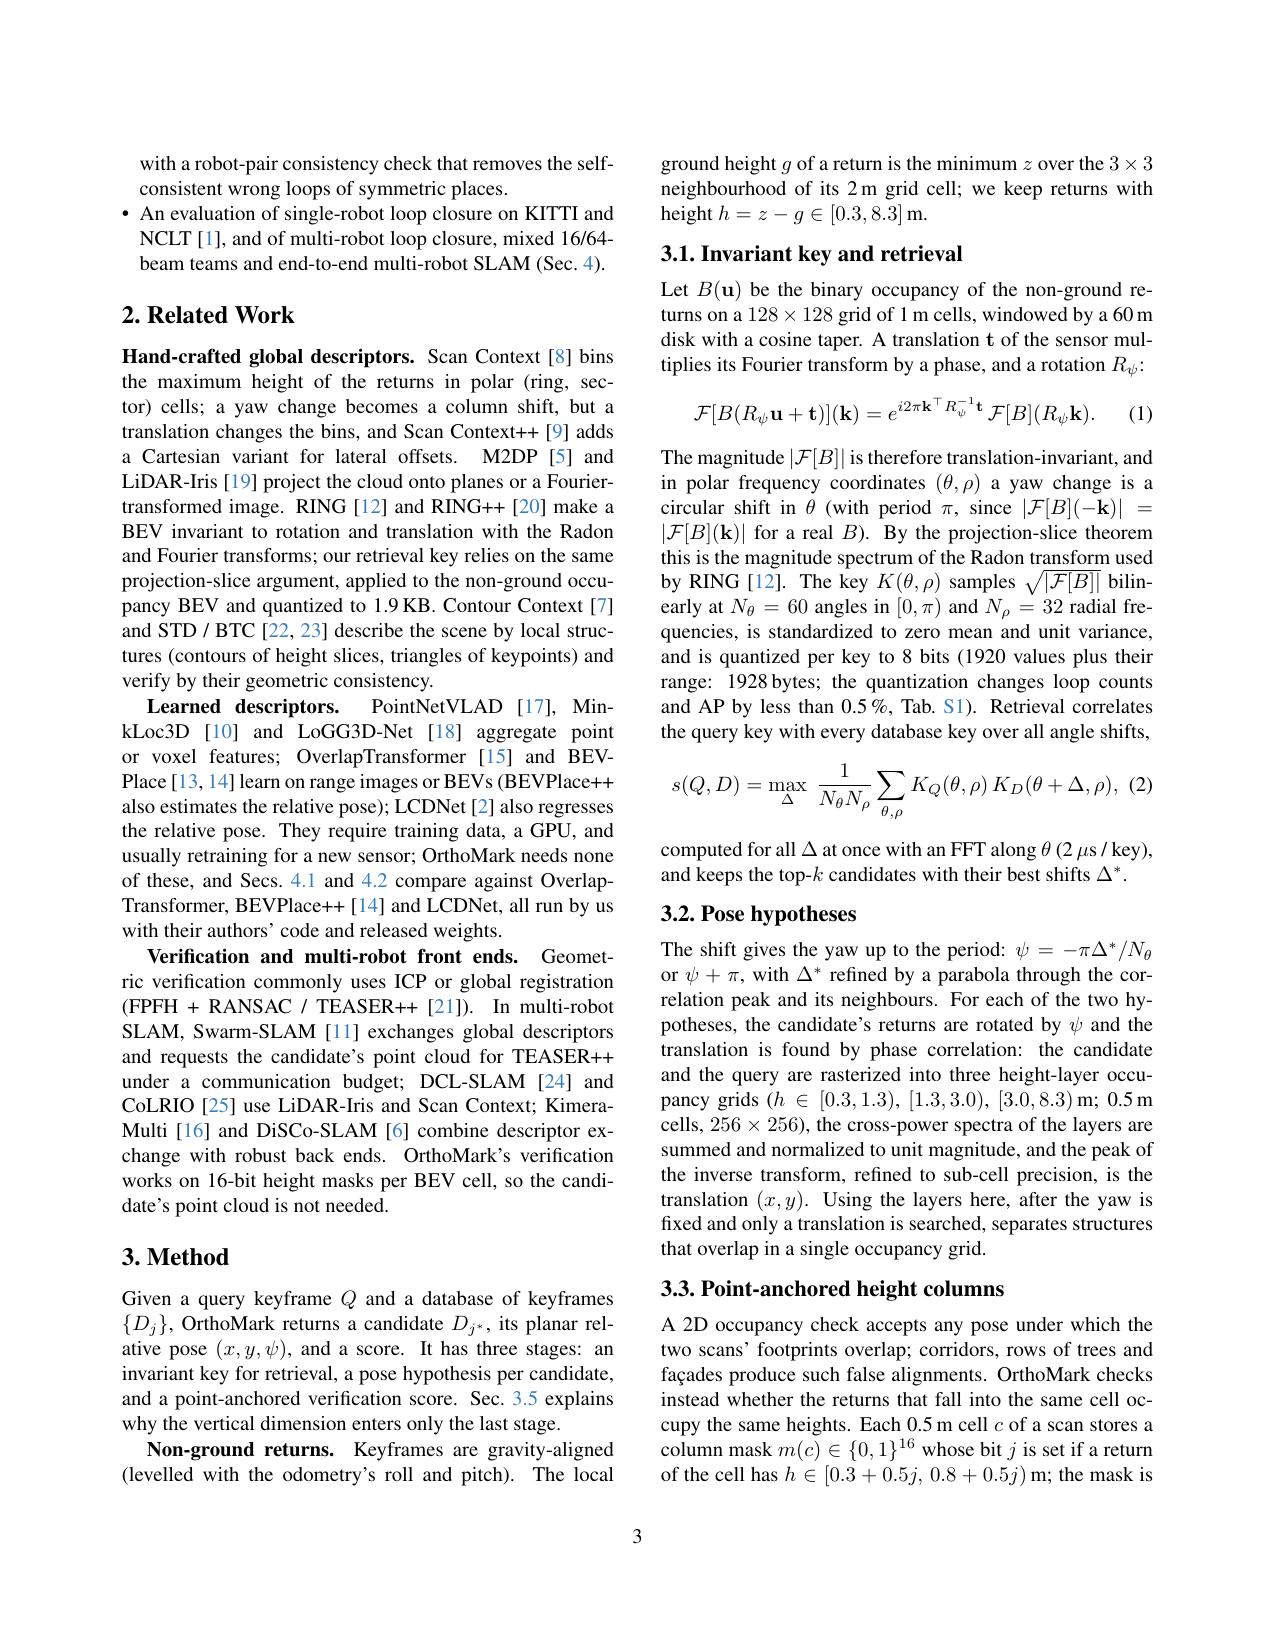 with a robot-pair consistency check that removes the self-
consistent wrong loops of symmetric places.
• An evaluation of single-robot loop closure on KITTI and
NCLT [1], and of multi-robot loop closure, mixed 16/64-
beam teams and end-to-end multi-robot SLAM (Sec. 4).
2. Related Work
Hand-crafted global descriptors. Scan Context [8] bins
the maximum height of the returns in polar (ring, sec-
tor) cells; a yaw change becomes a column shift, but a
translation changes the bins, and Scan Context++ [9] adds
a Cartesian variant for lateral offsets. M2DP [5] and
LiDAR-Iris [19] project the cloud onto planes or a Fourier-
transformed image. RING [12] and RING++ [20] make a
BEV invariant to rotation and translation with the Radon
and Fourier transforms; our retrieval key relies on the same
projection-slice argument, applied to the non-ground occu-
pancy BEV and quantized to 1.9 KB. Contour Context [7]
and STD / BTC [22, 23] describe the scene by local struc-
tures (contours of height slices, triangles of keypoints) and
verify by their geometric consistency.
Learned descriptors. PointNetVLAD [17], Min-
kLoc3D [10] and LoGG3D-Net [18] aggregate point
or voxel features; OverlapTransformer [15] and BEV-
Place [13, 14] learn on range images or BEVs (BEVPlace++
also estimates the relative pose); LCDNet [2] also regresses
the relative pose. They require training data, a GPU, and
usually retraining for a new sensor; OrthoMark needs none
of these, and Secs. 4.1 and 4.2 compare against Overlap-
Transformer, BEVPlace++ [14] and LCDNet, all run by us
with their authors' code and released weights.
Verification and multi-robot front ends. Geomet-
ric verification commonly uses ICP or global registration
(FPFH + RANSAC / TEASER++ [21]). In multi-robot
SLAM, Swarm-SLAM [11] exchanges global descriptors
and requests the candidate's point cloud for TEASER++
under a communication budget; DCL-SLAM [24] and
CoLRIO [25] use LiDAR-Iris and Scan Context; Kimera-
Multi [16] and DiSCo-SLAM [6] combine descriptor ex-
change with robust back ends. OrthoMark's verification
works on 16-bit height masks per BEV cell, so the candi-
date's point cloud is not needed.
3. Method
Given a query keyframe Q and a database of keyframes
{D_j}, OrthoMark returns a candidate D_{j*}, its planar rel-
ative pose (x, y, ψ), and a score. It has three stages: an
invariant key for retrieval, a pose hypothesis per candidate,
and a point-anchored verification score. Sec. 3.5 explains
why the vertical dimension enters only the last stage.
Non-ground returns. Keyframes are gravity-aligned
(levelled with the odometry's roll and pitch). The local
ground height g of a return is the minimum z over the 3 × 3
neighbourhood of its 2 m grid cell; we keep returns with
height h = z − g ∈ [0.3, 8.3] m.
3.1. Invariant key and retrieval
Let B(u) be the binary occupancy of the non-ground re-
turns on a 128 × 128 grid of 1 m cells, windowed by a 60 m
disk with a cosine taper. A translation t of the sensor mul-
tiplies its Fourier transform by a phase, and a rotation R_ψ:
F[B(R_ψ u + t)](k) = e^{i2πk^⊤ R_ψ^{−1} t} F[B](R_ψ k). (1)
The magnitude |F[B]| is therefore translation-invariant, and
in polar frequency coordinates (θ, ρ) a yaw change is a
circular shift in θ (with period π, since |F[B](−k)| =
|F[B](k)| for a real B). By the projection-slice theorem
this is the magnitude spectrum of the Radon transform used
by RING [12]. The key K(θ, ρ) samples √|F[B]| bilin-
early at N_θ = 60 angles in [0, π) and N_ρ = 32 radial fre-
quencies, is standardized to zero mean and unit variance,
and is quantized per key to 8 bits (1920 values plus their
range: 1928 bytes; the quantization changes loop counts
and AP by less than 0.5 %, Tab. S1). Retrieval correlates
the query key with every database key over all angle shifts,
s(Q, D) = max_Δ 1/(N_θ N_ρ) ∑_{θ,ρ} K_Q(θ, ρ) K_D(θ + Δ, ρ), (2)
computed for all Δ at once with an FFT along θ (2 μs / key),
and keeps the top-k candidates with their best shifts Δ*.
3.2. Pose hypotheses
The shift gives the yaw up to the period: ψ = −πΔ*/N_θ
or ψ + π, with Δ* refined by a parabola through the cor-
relation peak and its neighbours. For each of the two hy-
potheses, the candidate's returns are rotated by ψ and the
translation is found by phase correlation: the candidate
and the query are rasterized into three height-layer occu-
pancy grids (h ∈ [0.3, 1.3), [1.3, 3.0), [3.0, 8.3) m; 0.5 m
cells, 256 × 256), the cross-power spectra of the layers are
summed and normalized to unit magnitude, and the peak of
the inverse transform, refined to sub-cell precision, is the
translation (x, y). Using the layers here, after the yaw is
fixed and only a translation is searched, separates structures
that overlap in a single occupancy grid.
3.3. Point-anchored height columns
A 2D occupancy check accepts any pose under which the
two scans' footprints overlap; corridors, rows of trees and
façades produce such false alignments. OrthoMark checks
instead whether the returns that fall into the same cell oc-
cupy the same heights. Each 0.5 m cell c of a scan stores a
column mask m(c) ∈ {0, 1}^16 whose bit j is set if a return
of the cell has h ∈ [0.3 + 0.5j, 0.8 + 0.5j) m; the mask is
3